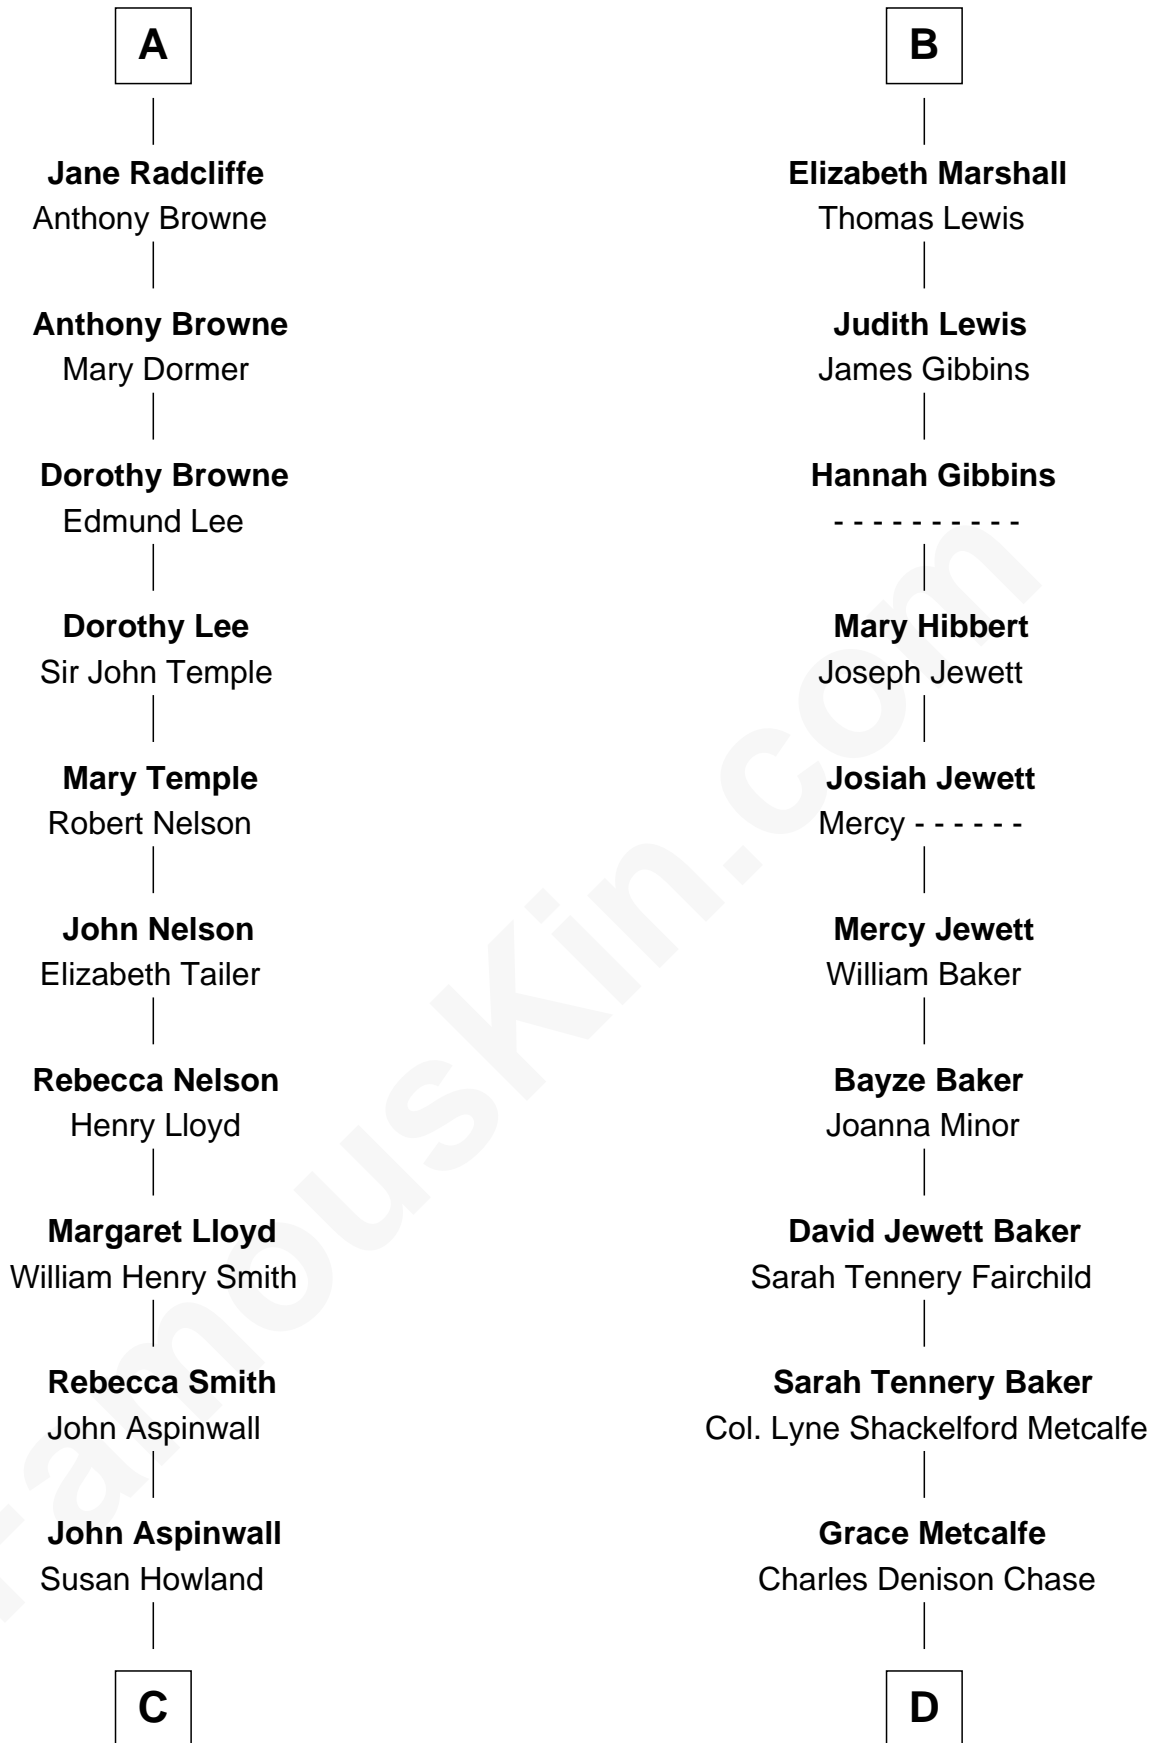 A
Jane Radcliffe
Anthony Browne
Anthony Browne
Mary Dormer
Dorothy Browne
Edmund Lee
Dorothy Lee
Sir John Temple
Mary Temple
Robert Nelson
John Nelson
Elizabeth Tailer
Rebecca Nelson
Henry Lloyd
Margaret Lloyd
William Henry Smith
Rebecca Smith
John Aspinwall
John Aspinwall
Susan Howland
C
B
Elizabeth Marshall
Thomas Lewis
Judith Lewis
James Gibbins
Hannah Gibbins
- - - - - - - - - -
Mary Hibbert
Joseph Jewett
Josiah Jewett
Mercy - - - - - -
Mercy Jewett
William Baker
Bayze Baker
Joanna Minor
David Jewett Baker
Sarah Tennery Fairchild
Sarah Tennery Baker
Col. Lyne Shackelford Metcalfe
Grace Metcalfe
Charles Denison Chase
D
FamousKin.com